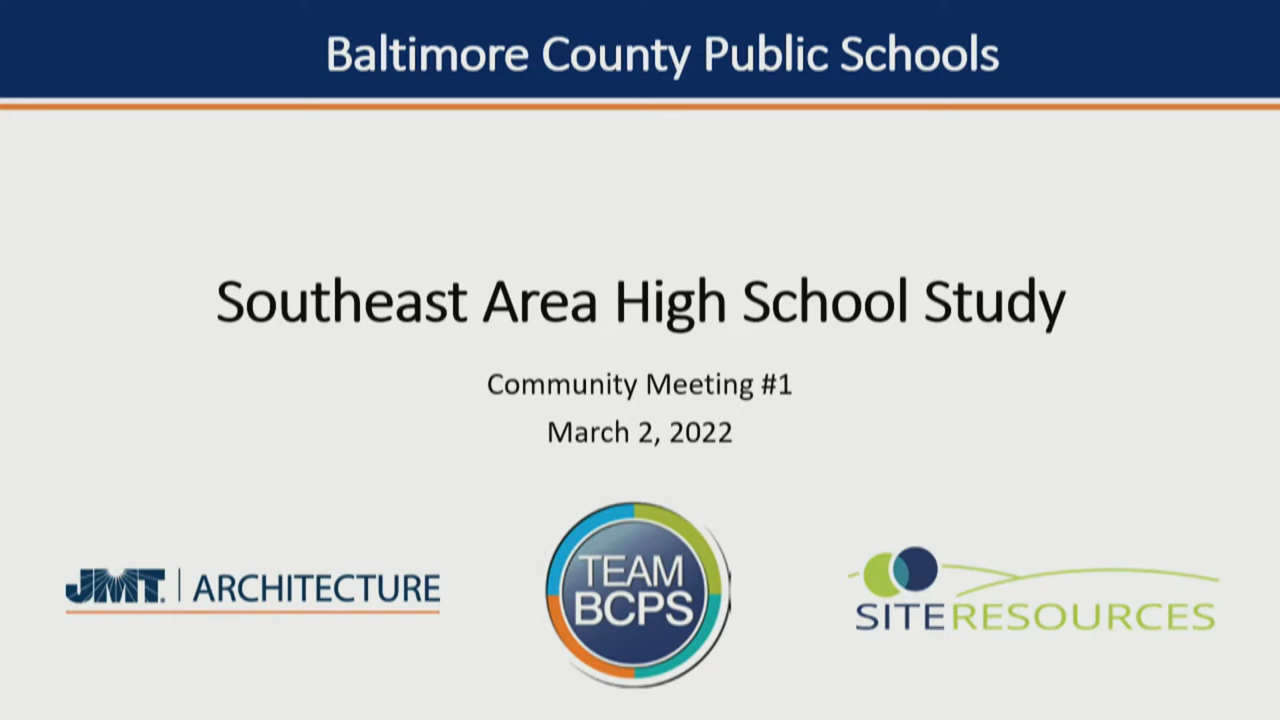 Baltimore County Public Schools
Southeast Area High School Study
Community Meeting #1
March 2, 2022
JMT. | ARCHITECTURE
TEAM
BCPS
SITERESOURCES